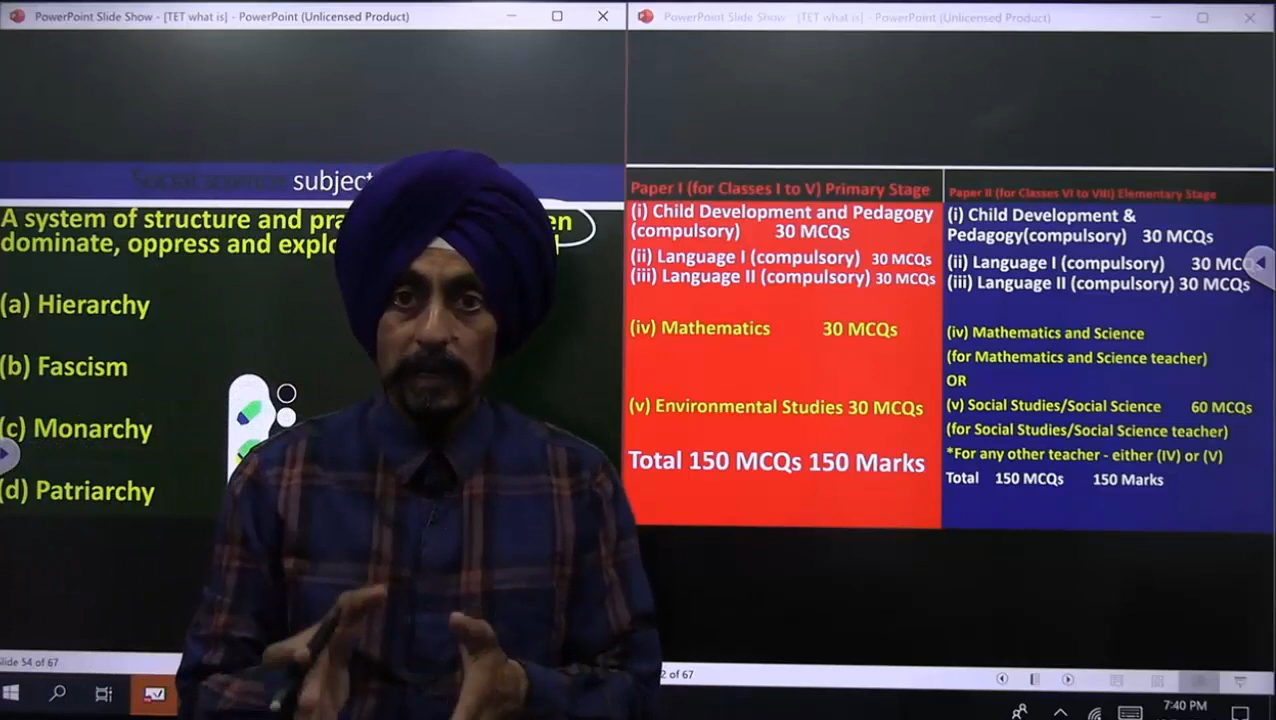 PowerPoint Slide Show - [TET what is] - PowerPoint (Unlicensed Product)
PowerPoint Slide Show - [TET what is] - PowerPoint (Unlicensed Product)
Social science subject
A system of structure and
dominate, oppress and
(a) Hierarchy
(b) Fascism
(c) Monarchy
(d) Patriarchy
Slide 54 of 67
Paper I (for Classes I to V) Primary Stage
(i) Child Development and Pedagogy
(compulsory) 30 MCQs
(ii) Language I (compulsory) 30 MCQs
(iii) Language II (compulsory) 30 MCQs
(iv) Mathematics 30 MCQs
(v) Environmental Studies 30 MCQs
Total 150 MCQs 150 Marks
Paper II (for Classes VI to VIII) Elementary Stage
(i) Child Development &
Pedagogy(compulsory) 30 MCQs
(ii) Language I (compulsory) 30
(iii) Language II (compulsory) 30 MCQs
(iv) Mathematics and Science
(for Mathematics and Science teacher)
OR
(v) Social Studies/Social Science 60 MCQs
(for Social Studies/Social Science teacher)
*For any other teacher - either (IV) or (V)
Total 150 MCQs 150 Marks
2 of 67
7:40 PM